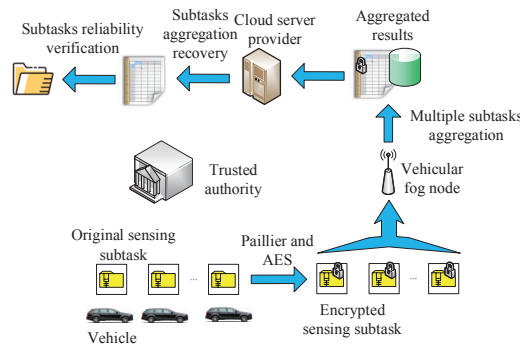 Subtasks reliability
verification
Subtasks
aggregation
recovery
Cloud server
provider
Aggregated
results
Multiple subtasks
aggregation
Trusted
authority
Vehicular
fog node
Original sensing
subtask
...
Paillier and
AES
...
Encrypted
sensing subtask
Vehicle
...